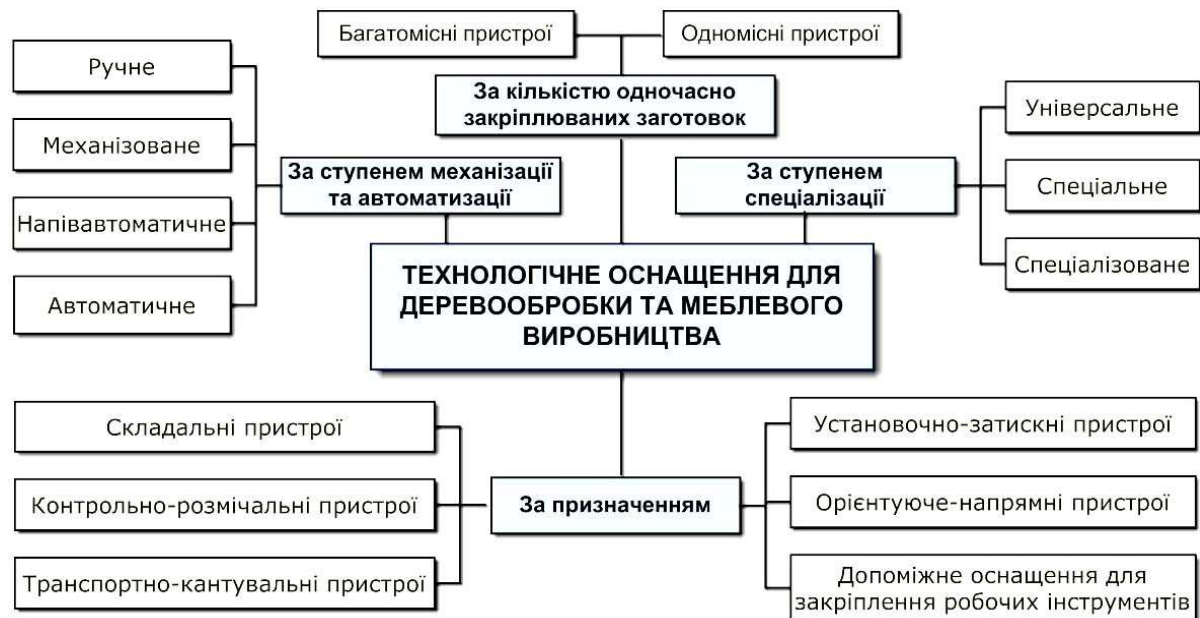 Багатомісні пристрої
Одномісні пристрої
За кількістю одночасно
закріплюваних заготовок
Ручне
Механізоване
Напівавтоматичне
Автоматичне
За ступенем механізації
та автоматизації
За ступенем
спеціалізації
Універсальне
Спеціальне
Спеціалізоване
ТЕХНОЛОГІЧНЕ ОСНАЩЕННЯ ДЛЯ
ДЕРЕВООБРОБКИ ТА МЕБЛЕВОГО
ВИРОБНИЦТВА
Складальні пристрої
Контрольно-розмічальні пристрої
Транспортно-кантувальні пристрої
За призначенням
Установочно-затискні пристрої
Орієнтуюче-напрямні пристрої
Допоміжне оснащення для
закріплення робочих інструментів